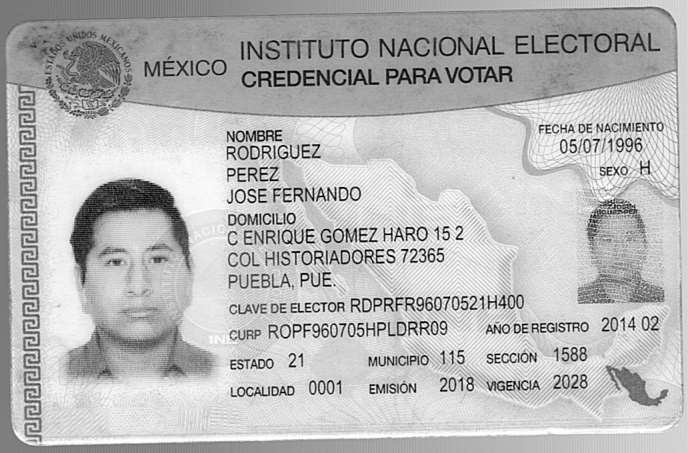 ESTADOS UNIDOS MEXICANOS
MÉXICO INSTITUTO NACIONAL ELECTORAL
CREDENCIAL PARA VOTAR
NOMBRE
RODRIGUEZ
PEREZ
JOSE FERNANDO
FECHA DE NACIMIENTO
05/07/1996
SEXO H
DOMICILIO
C ENRIQUE GOMEZ HARO 15 2
COL HISTORIADORES 72365
PUEBLA, PUE.
CLAVE DE ELECTOR RDPRFR96070521H400
CURP ROPF960705HPLDRR09 AÑO DE REGISTRO 2014 02
ESTADO 21 MUNICIPIO 115 SECCIÓN 1588
LOCALIDAD 0001 EMISIÓN 2018 VIGENCIA 2028